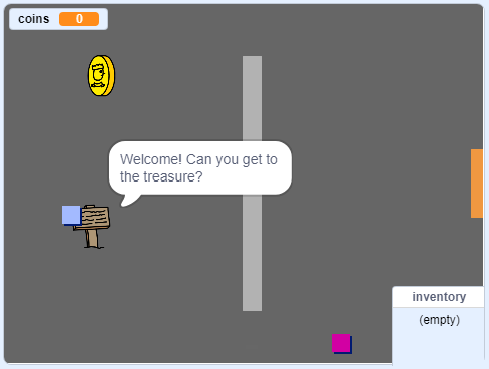 coins 0
Welcome! Can you get to
the treasure?
inventory
(empty)